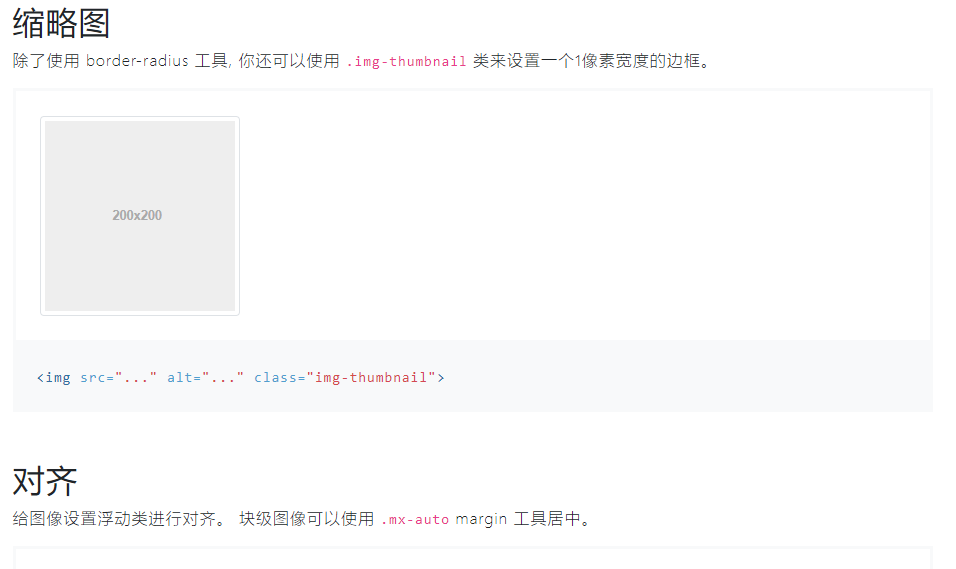 缩略图
除了使用 border-radius 工具, 你还可以使用 .img-thumbnail 类来设置一个1像素宽度的边框。
200x200
<img src="..." alt="..." class="img-thumbnail">
对齐
给图像设置浮动类进行对齐。 块级图像可以使用 .mx-auto margin 工具居中。